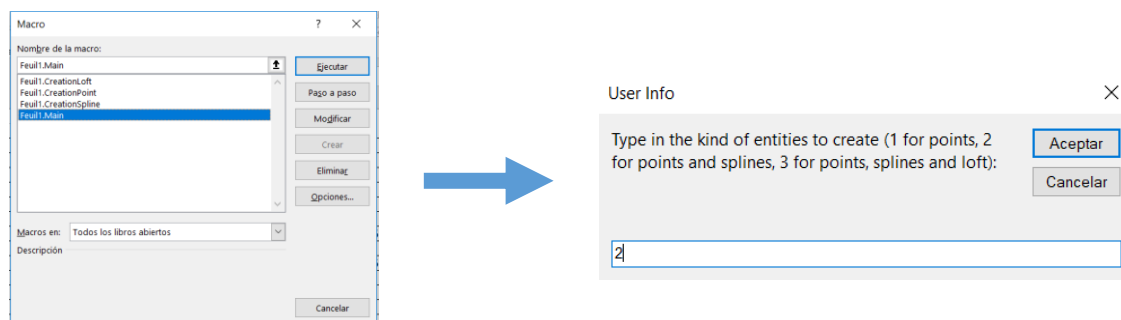 Macro
?
Nombre de la macro:
Feuil1.Main
Ejecutar
Feuil1.CreationLoft
Feuil1.CreationPoint
Feuil1.CreationSpline
Feuil1.Main
Paso a paso
Modificar
Crear
Eliminar
Opciones...
Macros en: Todos los libros abiertos
Descripción
Cancelar
User Info
Type in the kind of entities to create (1 for points, 2
for points and splines, 3 for points, splines and loft):
Aceptar
Cancelar
2